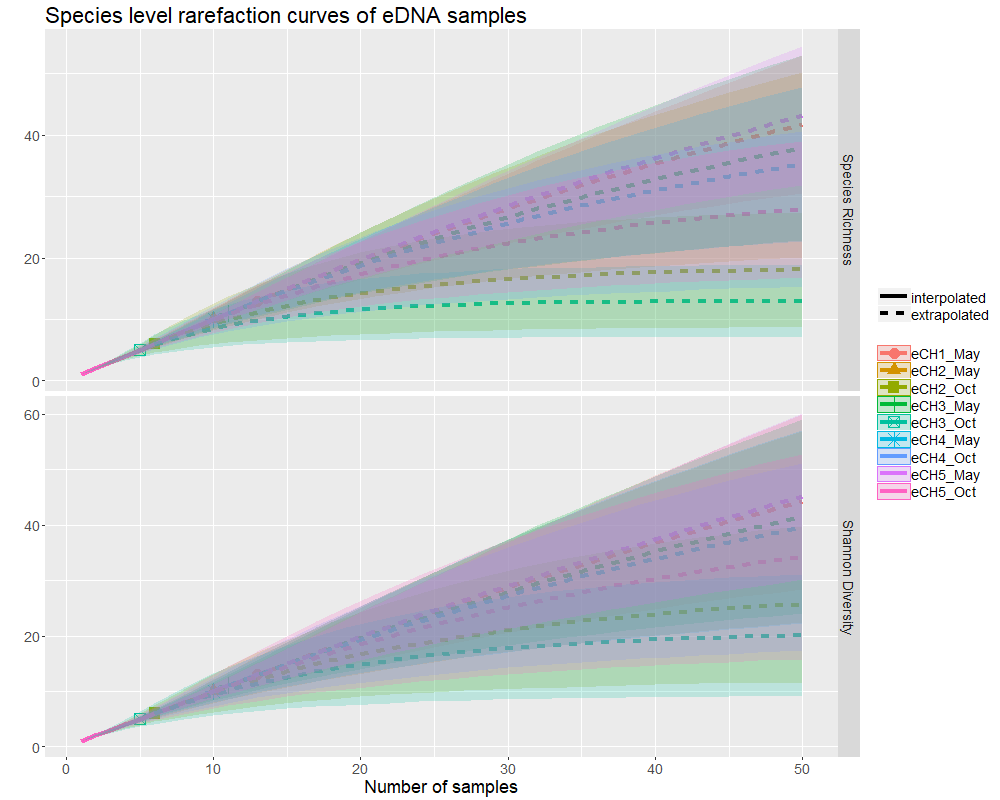 Species level rarefaction curves of eDNA samples
40
20
0
Species Richness
60
40
20
0
Shannon Diversity
0 10 20 30 40 50
Number of samples
interpolated
extrapolated
eCH1_May
eCH2_May
eCH2_Oct
eCH3_May
eCH3_Oct
eCH4_May
eCH4_Oct
eCH5_May
eCH5_Oct